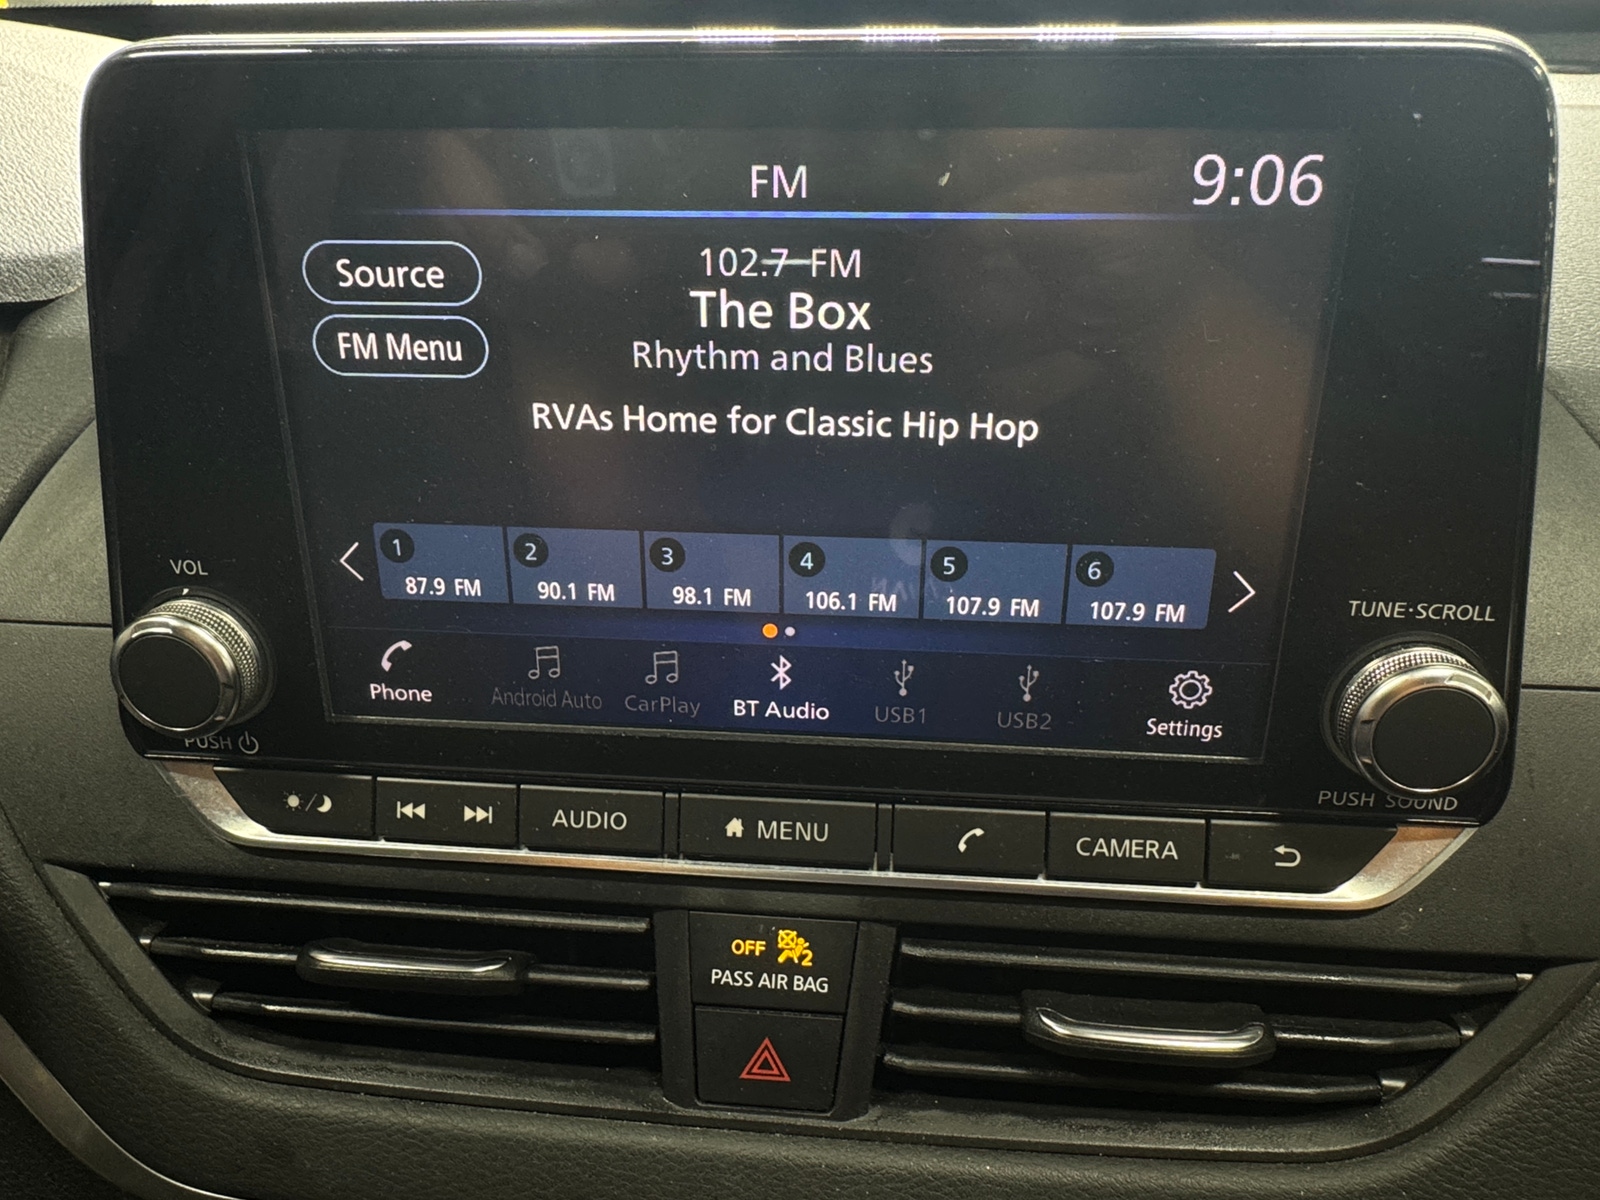 FM
9:06
Source
FM Menu
102.7 FM
The Box
Rhythm and Blues
RVAs Home for Classic Hip Hop
1
87.9 FM
2
90.1 FM
3
98.1 FM
4
106.1 FM
5
107.9 FM
6
107.9 FM
Phone
Android Auto
CarPlay
BT Audio
USB1
USB2
Settings
VOL
PUSH
TUNE·SCROLL
PUSH SOUND
AUDIO
MENU
CAMERA
OFF 2
PASS AIR BAG